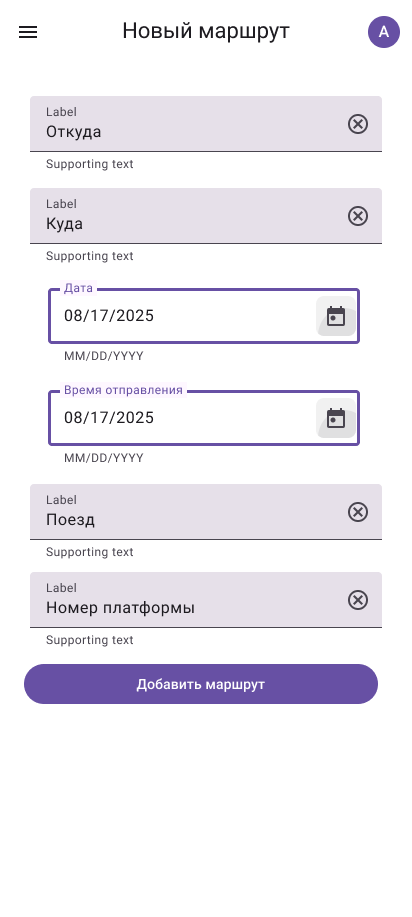 Новый маршрут
A
Label
Откуда
Supporting text
Label
Куда
Supporting text
Дата
08/17/2025
MM/DD/YYYY
Время отправления
08/17/2025
MM/DD/YYYY
Label
Поезд
Supporting text
Label
Номер платформы
Supporting text
Добавить маршрут